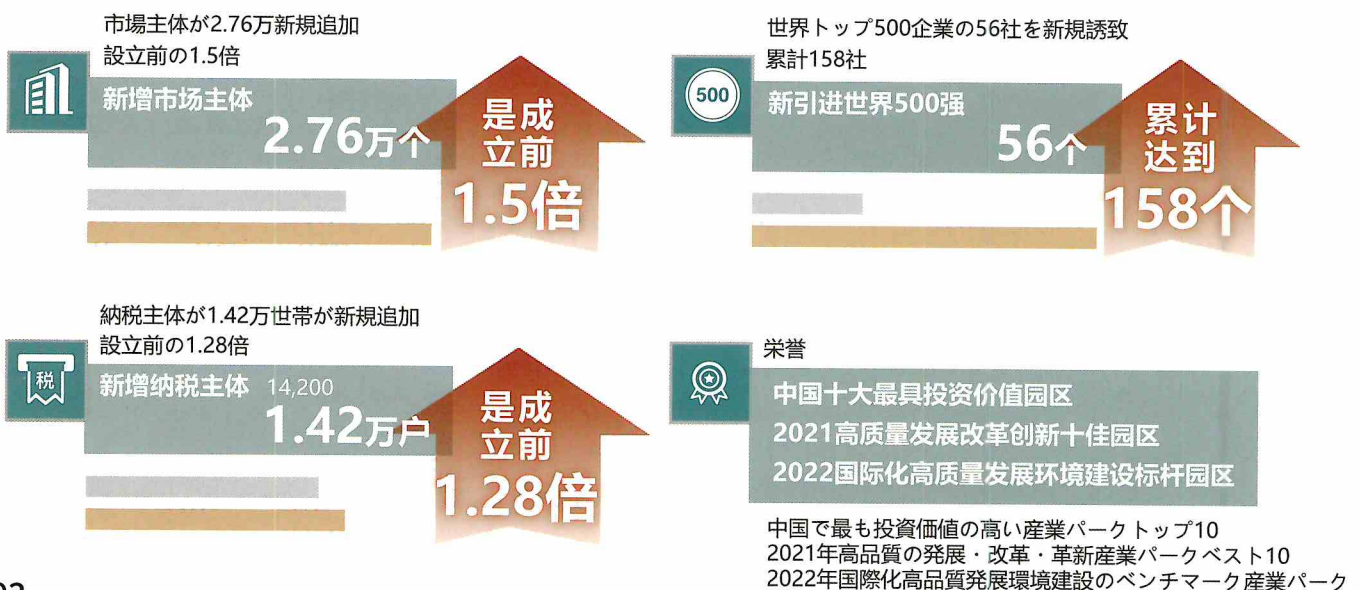 市場主体が2.76万新規追加
設立前の1.5倍
新增市场主体
2.76万个
是成
立前
1.5倍
世界トップ500企業の56社を新規誘致
累計158社
500
新引进世界500强
56个
累计
达到
158个
納税主体が1.42万世帯が新規追加
設立前の1.28倍
税
新增纳税主体 14,200
1.42万户
是成
立前
1.28倍
栄誉
中国十大最具投资价值园区
2021高质量发展改革创新十佳园区
2022国际化高质量发展环境建设标杆园区
中国で最も投資価値の高い産業パークトップ10
2021年高品質の発展・改革・革新産業パークベスト10
2022年国際化高品質発展環境建設のベンチマーク産業パーク